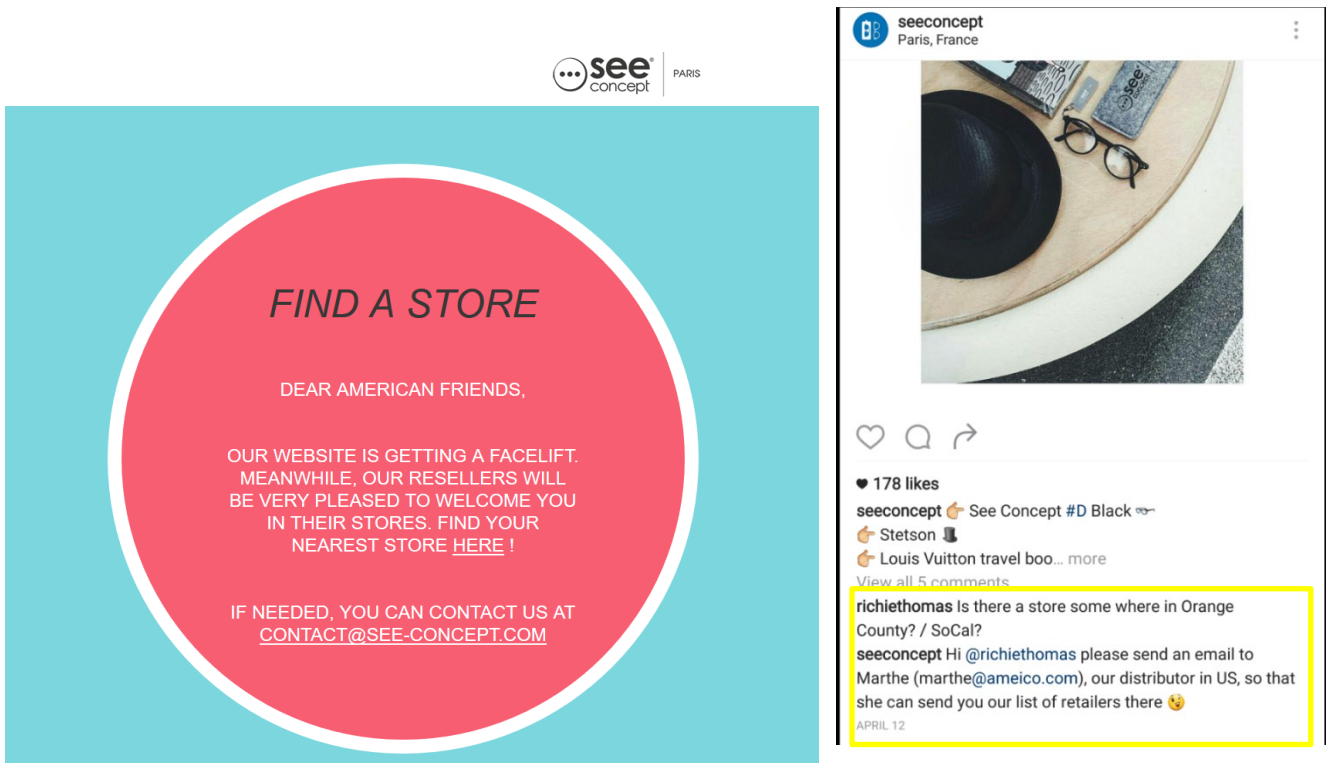 see
concept
PARIS
FIND A STORE
DEAR AMERICAN FRIENDS,
OUR WEBSITE IS GETTING A FACELIFT.
MEANWHILE, OUR RESELLERS WILL
BE VERY PLEASED TO WELCOME YOU
IN THEIR STORES. FIND YOUR
NEAREST STORE HERE !
IF NEEDED, YOU CAN CONTACT US AT
CONTACT@SEE-CONCEPT.COM
seeconcept
Paris, France
see
concept
178 likes
seeconcept 👉 See Concept #D Black 👓
👉 Stetson 🎩
👉 Louis Vuitton travel boo... more
View all 5 comments
richiethomas Is there a store some where in Orange
County? / SoCal?
seeconcept Hi @richiethomas please send an email to
Marthe (marthe@ameico.com), our distributor in US, so that
she can send you our list of retailers there 😉
APRIL 12